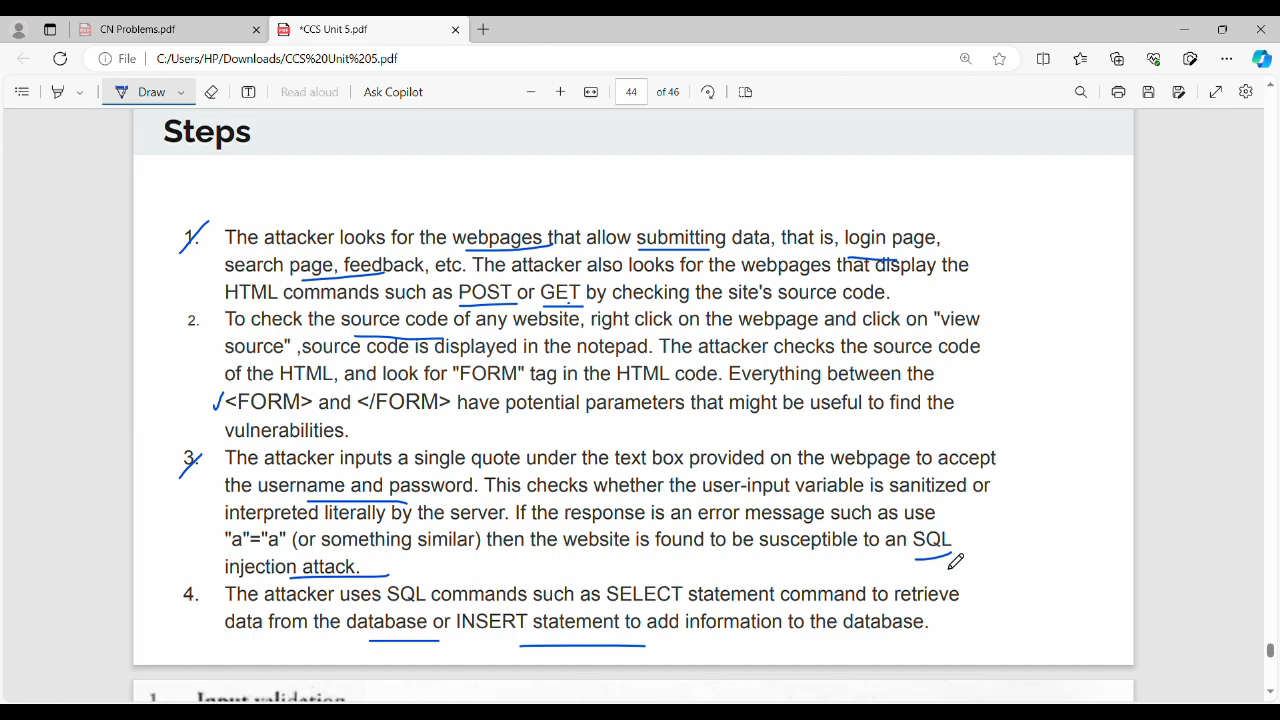 CN Problems.pdf
*CCS Unit 5.pdf
File
C:/Users/HP/Downloads/CCS%20Unit%205.pdf
Draw
Read aloud
Ask Copilot
44
of 46
Steps
1. The attacker looks for the webpages that allow submitting data, that is, login page,
search page, feedback, etc. The attacker also looks for the webpages that display the
HTML commands such as POST or GET by checking the site's source code.
2. To check the source code of any website, right click on the webpage and click on "view
source" ,source code is displayed in the notepad. The attacker checks the source code
of the HTML, and look for "FORM" tag in the HTML code. Everything between the
<FORM> and </FORM> have potential parameters that might be useful to find the
vulnerabilities.
3. The attacker inputs a single quote under the text box provided on the webpage to accept
the username and password. This checks whether the user-input variable is sanitized or
interpreted literally by the server. If the response is an error message such as use
"a"="a" (or something similar) then the website is found to be susceptible to an SQL
injection attack.
4. The attacker uses SQL commands such as SELECT statement command to retrieve
data from the database or INSERT statement to add information to the database.
1. Input validation